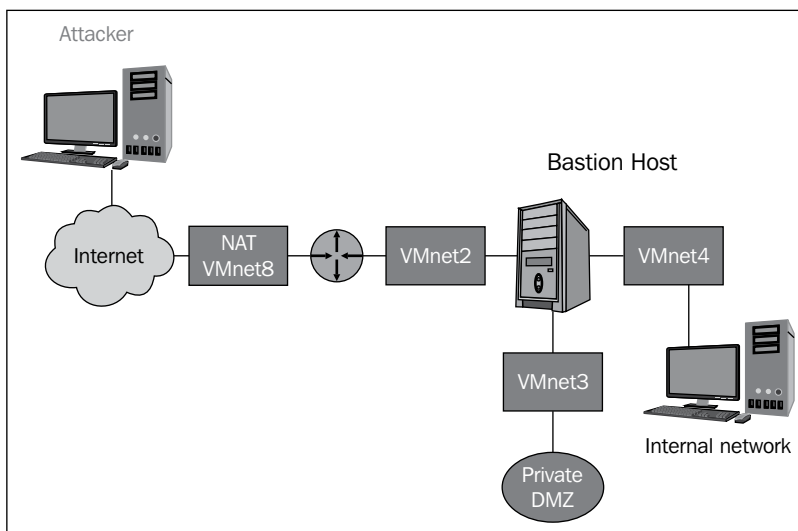 Attacker
Bastion Host
Internet
NAT
VMnet8
VMnet2
VMnet4
VMnet3
Internal network
Private
DMZ